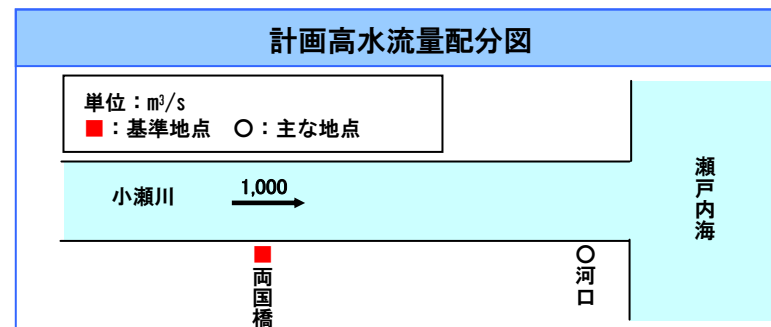 計画高水流量配分図
単位：m³/s
■：基準地点　○：主な地点
小瀬川
1,000
瀬戸内海
両国橋
河口